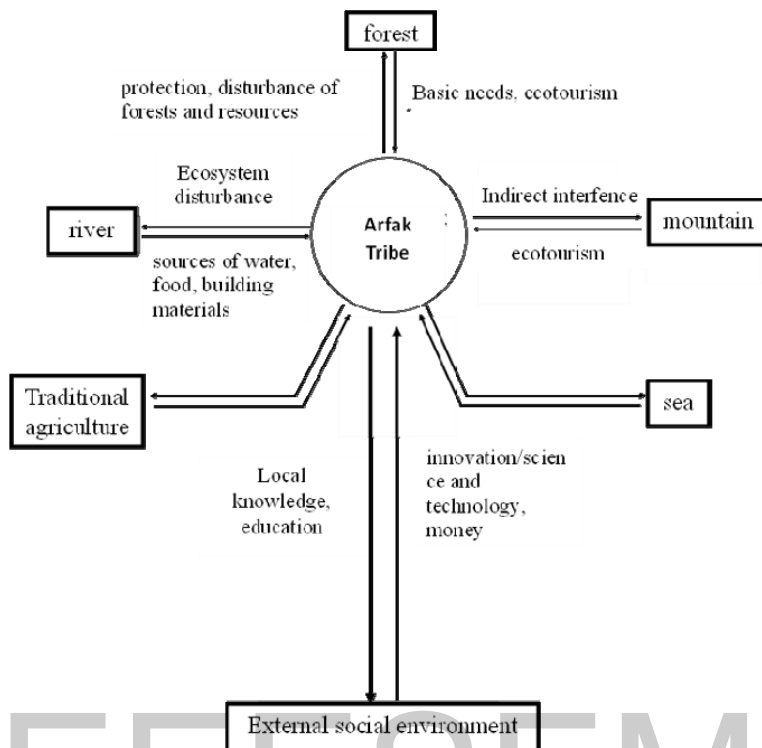 forest
protection, disturbance of
forests and resources
Basic needs, ecotourism
Ecosystem
disturbance
Indirect interfence
river
Arfak
Tribe
mountain
sources of water,
food, building
materials
ecotourism
Traditional
agriculture
sea
Local
knowledge,
education
innovation/scien
ce and
technology,
money
External social environment